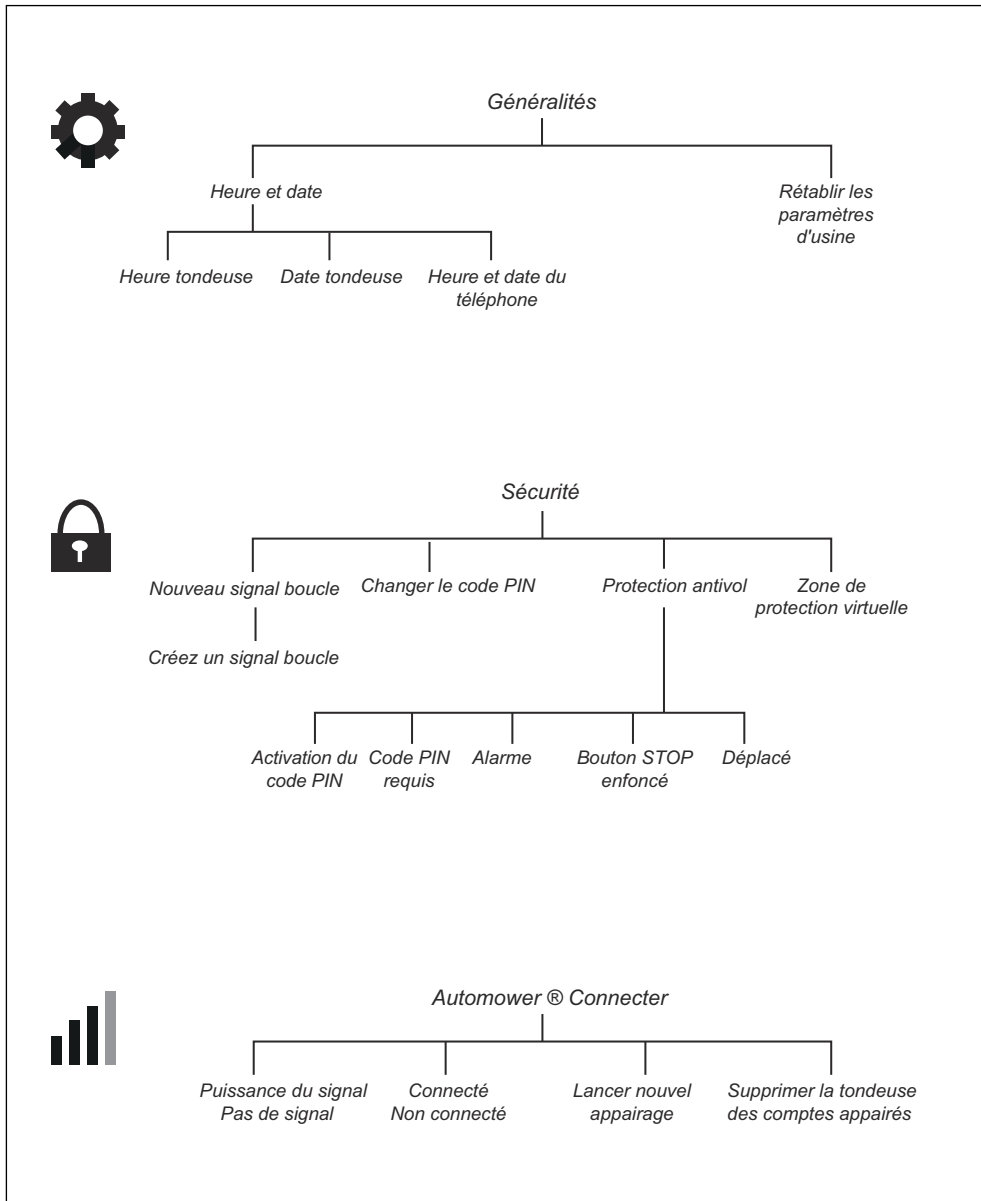 Généralités
Heure et date
Rétablir les
paramètres
d'usine
Heure tondeuse
Date tondeuse
Heure et date du
téléphone
Sécurité
Nouveau signal boucle
Changer le code PIN
Protection antivol
Zone de
protection virtuelle
Créez un signal boucle
Activation du
code PIN
Code PIN
requis
Alarme
Bouton STOP
enfoncé
Déplacé
Automower ® Connecter
Puissance du signal
Pas de signal
Connecté
Non connecté
Lancer nouvel
appairage
Supprimer la tondeuse
des comptes appairés